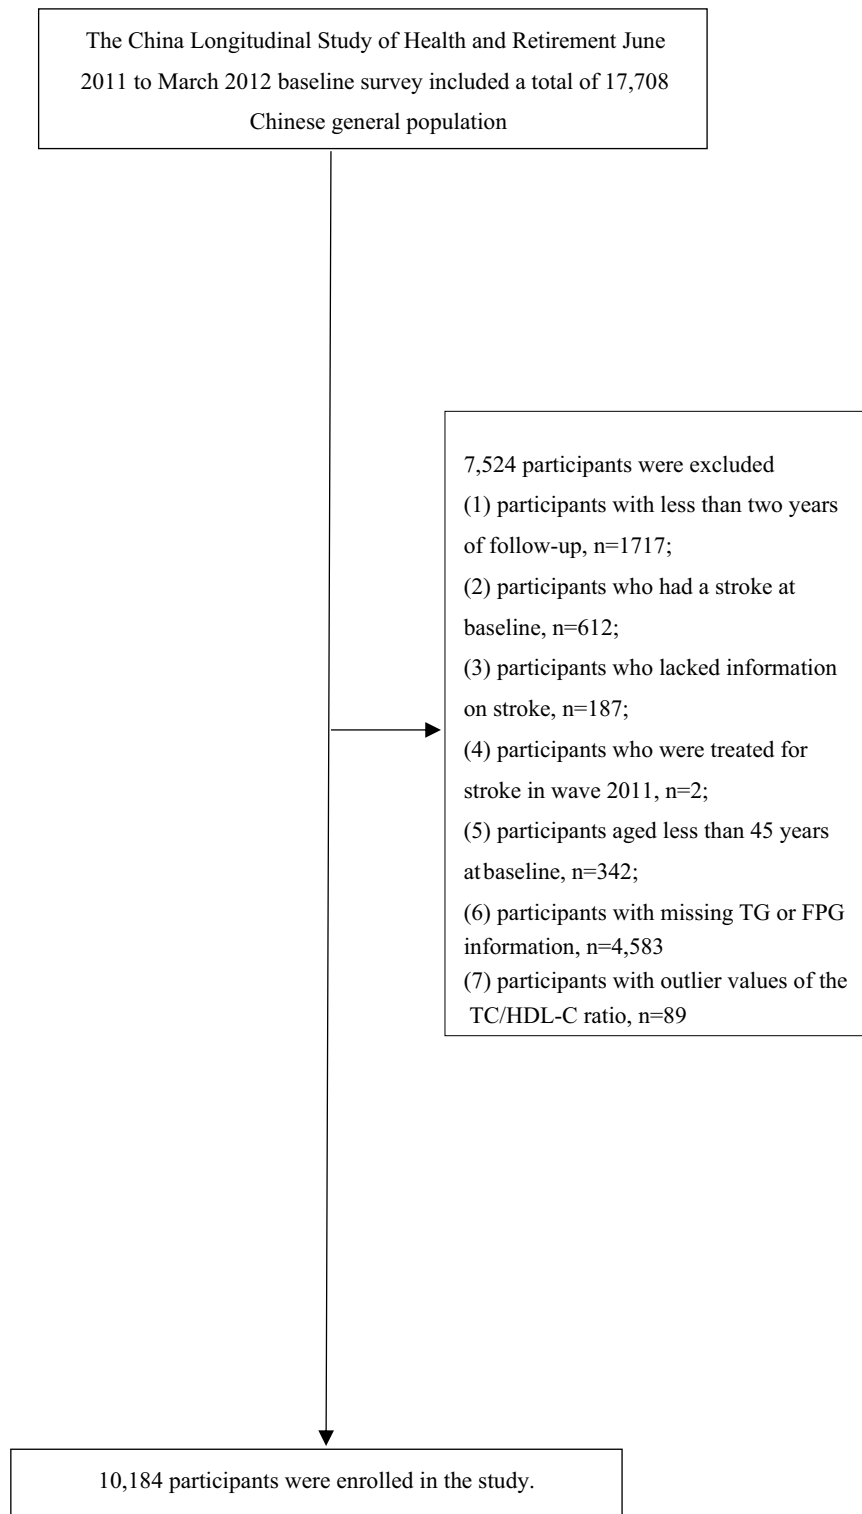 The China Longitudinal Study of Health and Retirement June
2011 to March 2012 baseline survey included a total of 17,708
Chinese general population
7,524 participants were excluded
(1) participants with less than two years
of follow-up, n=1717;
(2) participants who had a stroke at
baseline, n=612;
(3) participants who lacked information
on stroke, n=187;
(4) participants who were treated for
stroke in wave 2011, n=2;
(5) participants aged less than 45 years
at baseline, n=342;
(6) participants with missing TG or FPG
information, n=4,583
(7) participants with outlier values of the
TC/HDL-C ratio, n=89
10,184 participants were enrolled in the study.